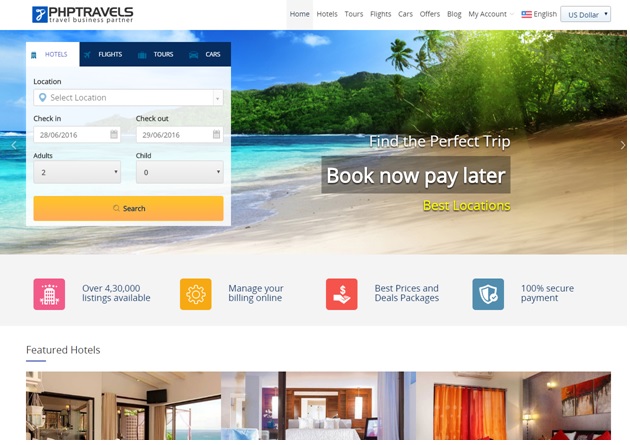 PHPTRAVELS
travel business partner
Home Hotels Tours Flights Cars Offers Blog My Account English US Dollar
HOTELS FLIGHTS TOURS CARS
Location
Select Location
Check in Check out
28/06/2016 29/06/2016
Adults Child
2 0
Search
Find the Perfect Trip
Book now pay later
Best Locations
Over 4,30,000
listings available
Manage your
billing online
Best Prices and
Deals Packages
100% secure
payment
Featured Hotels